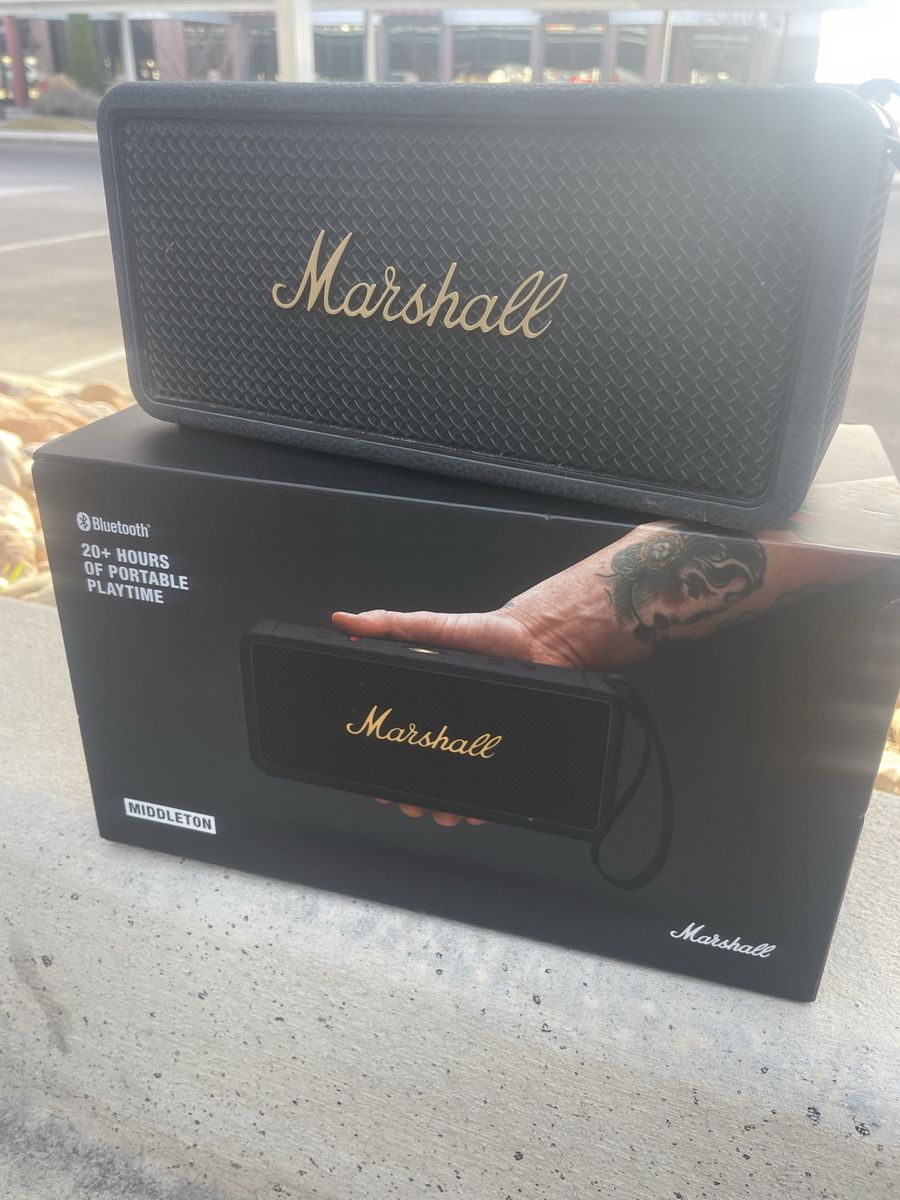 Marshall
Bluetooth®
20+ HOURS
OF PORTABLE
PLAYTIME
Marshall
MIDDLETON
Marshall